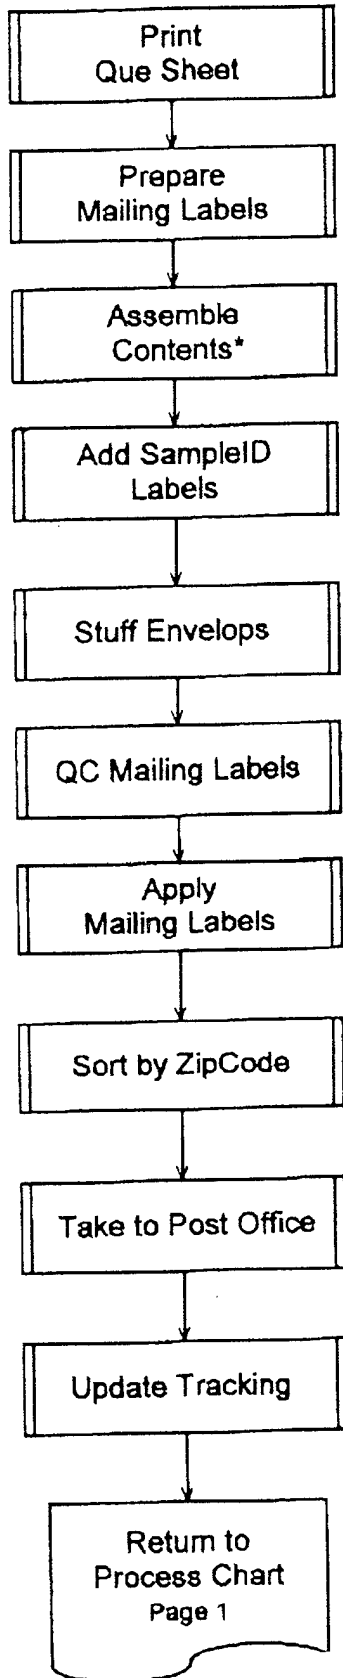 Print
Que Sheet
Prepare
Mailing Labels
Assemble
Contents*
Add SampleID
Labels
Stuff Envelops
QC Mailing Labels
Apply
Mailing Labels
Sort by ZipCode
Take to Post Office
Update Tracking
Return to
Process Chart
Page 1